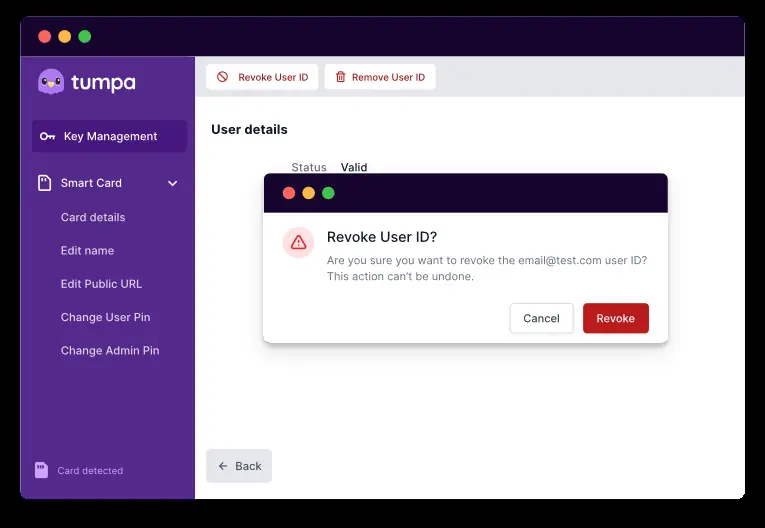 tumpa
Key Management
Smart Card
Card details
Edit name
Edit Public URL
Change User Pin
Change Admin Pin
Card detected
Revoke User ID
Remove User ID
User details
Status Valid
Revoke User ID?
Are you sure you want to revoke the email@test.com user ID?
This action can't be undone.
Cancel
Revoke
Back